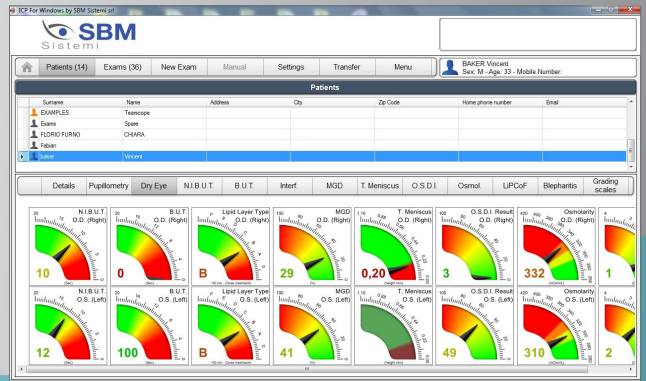 ICP For Windows by SBM Sistemi srl
SBM
Sistemi
Patients (14) Exams (36) New Exam Manual Settings Transfer Menu
BAKER Vincent
Sex: M - Age: 33 - Mobile Number:
Patients
Surname Name Address City Zip Code Home phone number Email
EXAMPLES Tearscope
Exams Spare
FLORIO FURNO CHIARA
Fabian
baker Vincent
Details Pupillometry Dry Eye N.I.B.U.T. B.U.T. Interf. MGD T. Meniscus O.S.D.I. Osmol. LiPCoF Blepharitis Grading scales
N.I.B.U.T. B.U.T. Lipid Layer Type MGD T. Meniscus O.S.D.I. Result Osmolarity
O.D. (Right) O.D. (Right) O.D. (Right) O.D. (Right) O.D. (Right) O.D. (Right) O.D. (Right)
10 0 B 29 0,20 3 332 1
N.I.B.U.T. B.U.T. Lipid Layer Type MGD T. Meniscus O.S.D.I. Result Osmolarity
O.S. (Left) O.S. (Left) O.S. (Left) O.S. (Left) O.S. (Left) O.S. (Left) O.S. (Left)
12 100 B 41 49 310 2